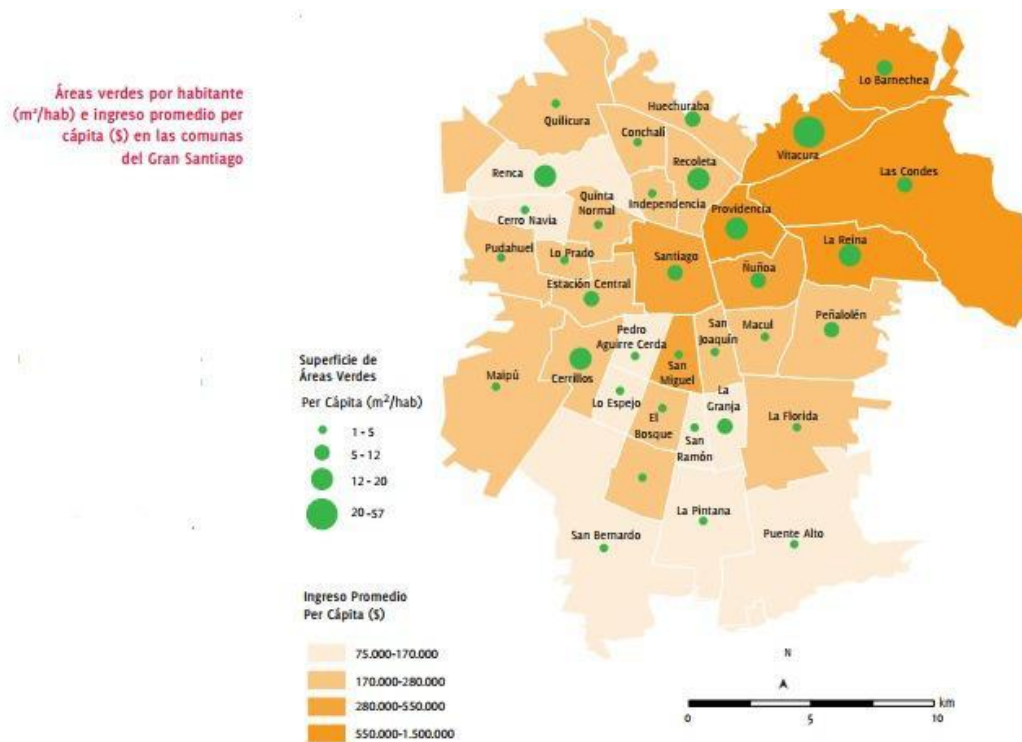 Áreas verdes por habitante
(m²/hab) e ingreso promedio per
cápita ($) en las comunas
del Gran Santiago
Lo Barnechea
Quilicura
Huechuraba
Conchalí
Vitacura
Renca
Recoleta
Las Condes
Quinta
Normal
Independencia
Cerro Navia
Providencia
Pudahuel
Lo Prado
Santiago
La Reina
Ñuñoa
Estación Central
Pedro
Aguirre Cerda
San
Joaquín
Macul
Peñalolén
Maipú
Cerrillos
San
Miguel
Lo Espejo
La
Granja
El
Bosque
San
Ramón
La Florida
La Pintana
San Bernardo
Puente Alto
Superficie de
Áreas Verdes
Per Cápita (m²/hab)
1 - 5
5 - 12
12 - 20
20 -57
Ingreso Promedio
Per Cápita ($)
75.000-170.000
170.000-280.000
280.000-550.000
550.000-1.500.000
N
km
0
5
10